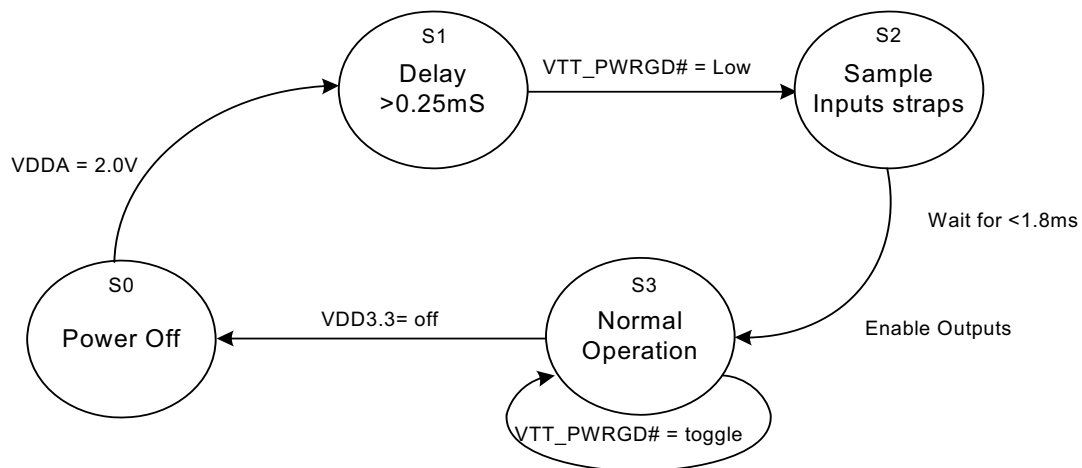 S1
Delay
>0.25mS
VTT_PWRGD# = Low
S2
Sample
Inputs straps
VDDA = 2.0V
Wait for <1.8ms
S0
Power Off
VDD3.3= off
S3
Normal
Operation
Enable Outputs
VTT_PWRGD# = toggle